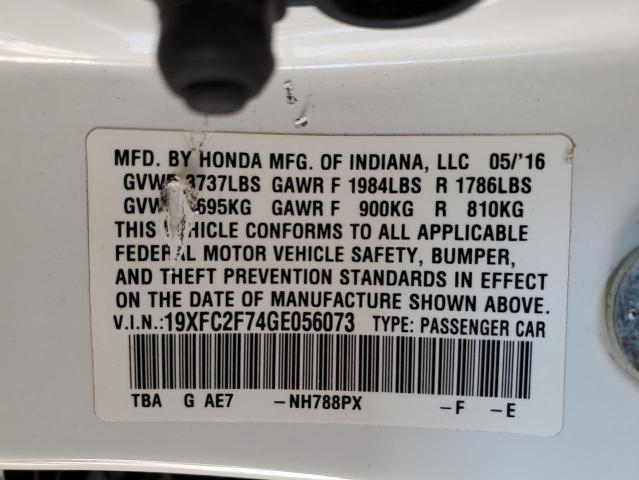 MFD. BY HONDA MFG. OF INDIANA, LLC 05/'16
3737LBS GAWR F 1984LBS R 1786LBS
695KG GAWR F 900KG R 810KG
THIS VEHICLE CONFORMS TO ALL APPLICABLE
FEDERAL MOTOR VEHICLE SAFETY, BUMPER,
AND THEFT PREVENTION STANDARDS IN EFFECT
ON THE DATE OF MANUFACTURE SHOWN ABOVE.
V.I.N.:19XFC2F74GE056073 TYPE: PASSENGER CAR
TBA G AE7 -NH788PX -F -E